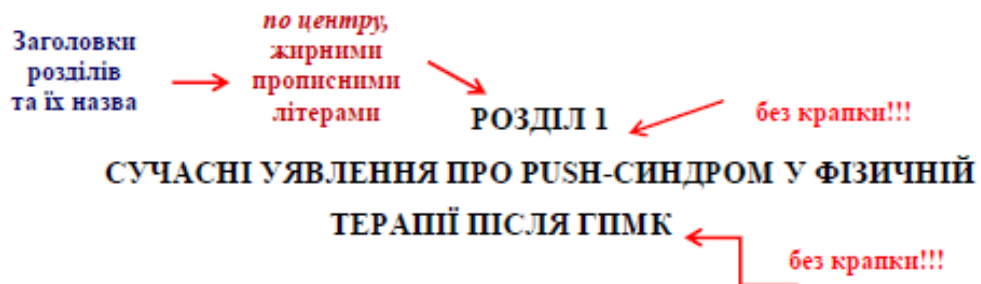 Заголовки
розділів
та їх назва
по центру,
жирними
прописними
літерами
РОЗДІЛ 1
без крапки!!!
СУЧАСНІ УЯВЛЕННЯ ПРО PUSH-СИНДРОМ У ФІЗИЧНІЙ
ТЕРАПІЇ ПІСЛЯ ГПМК
без крапки!!!